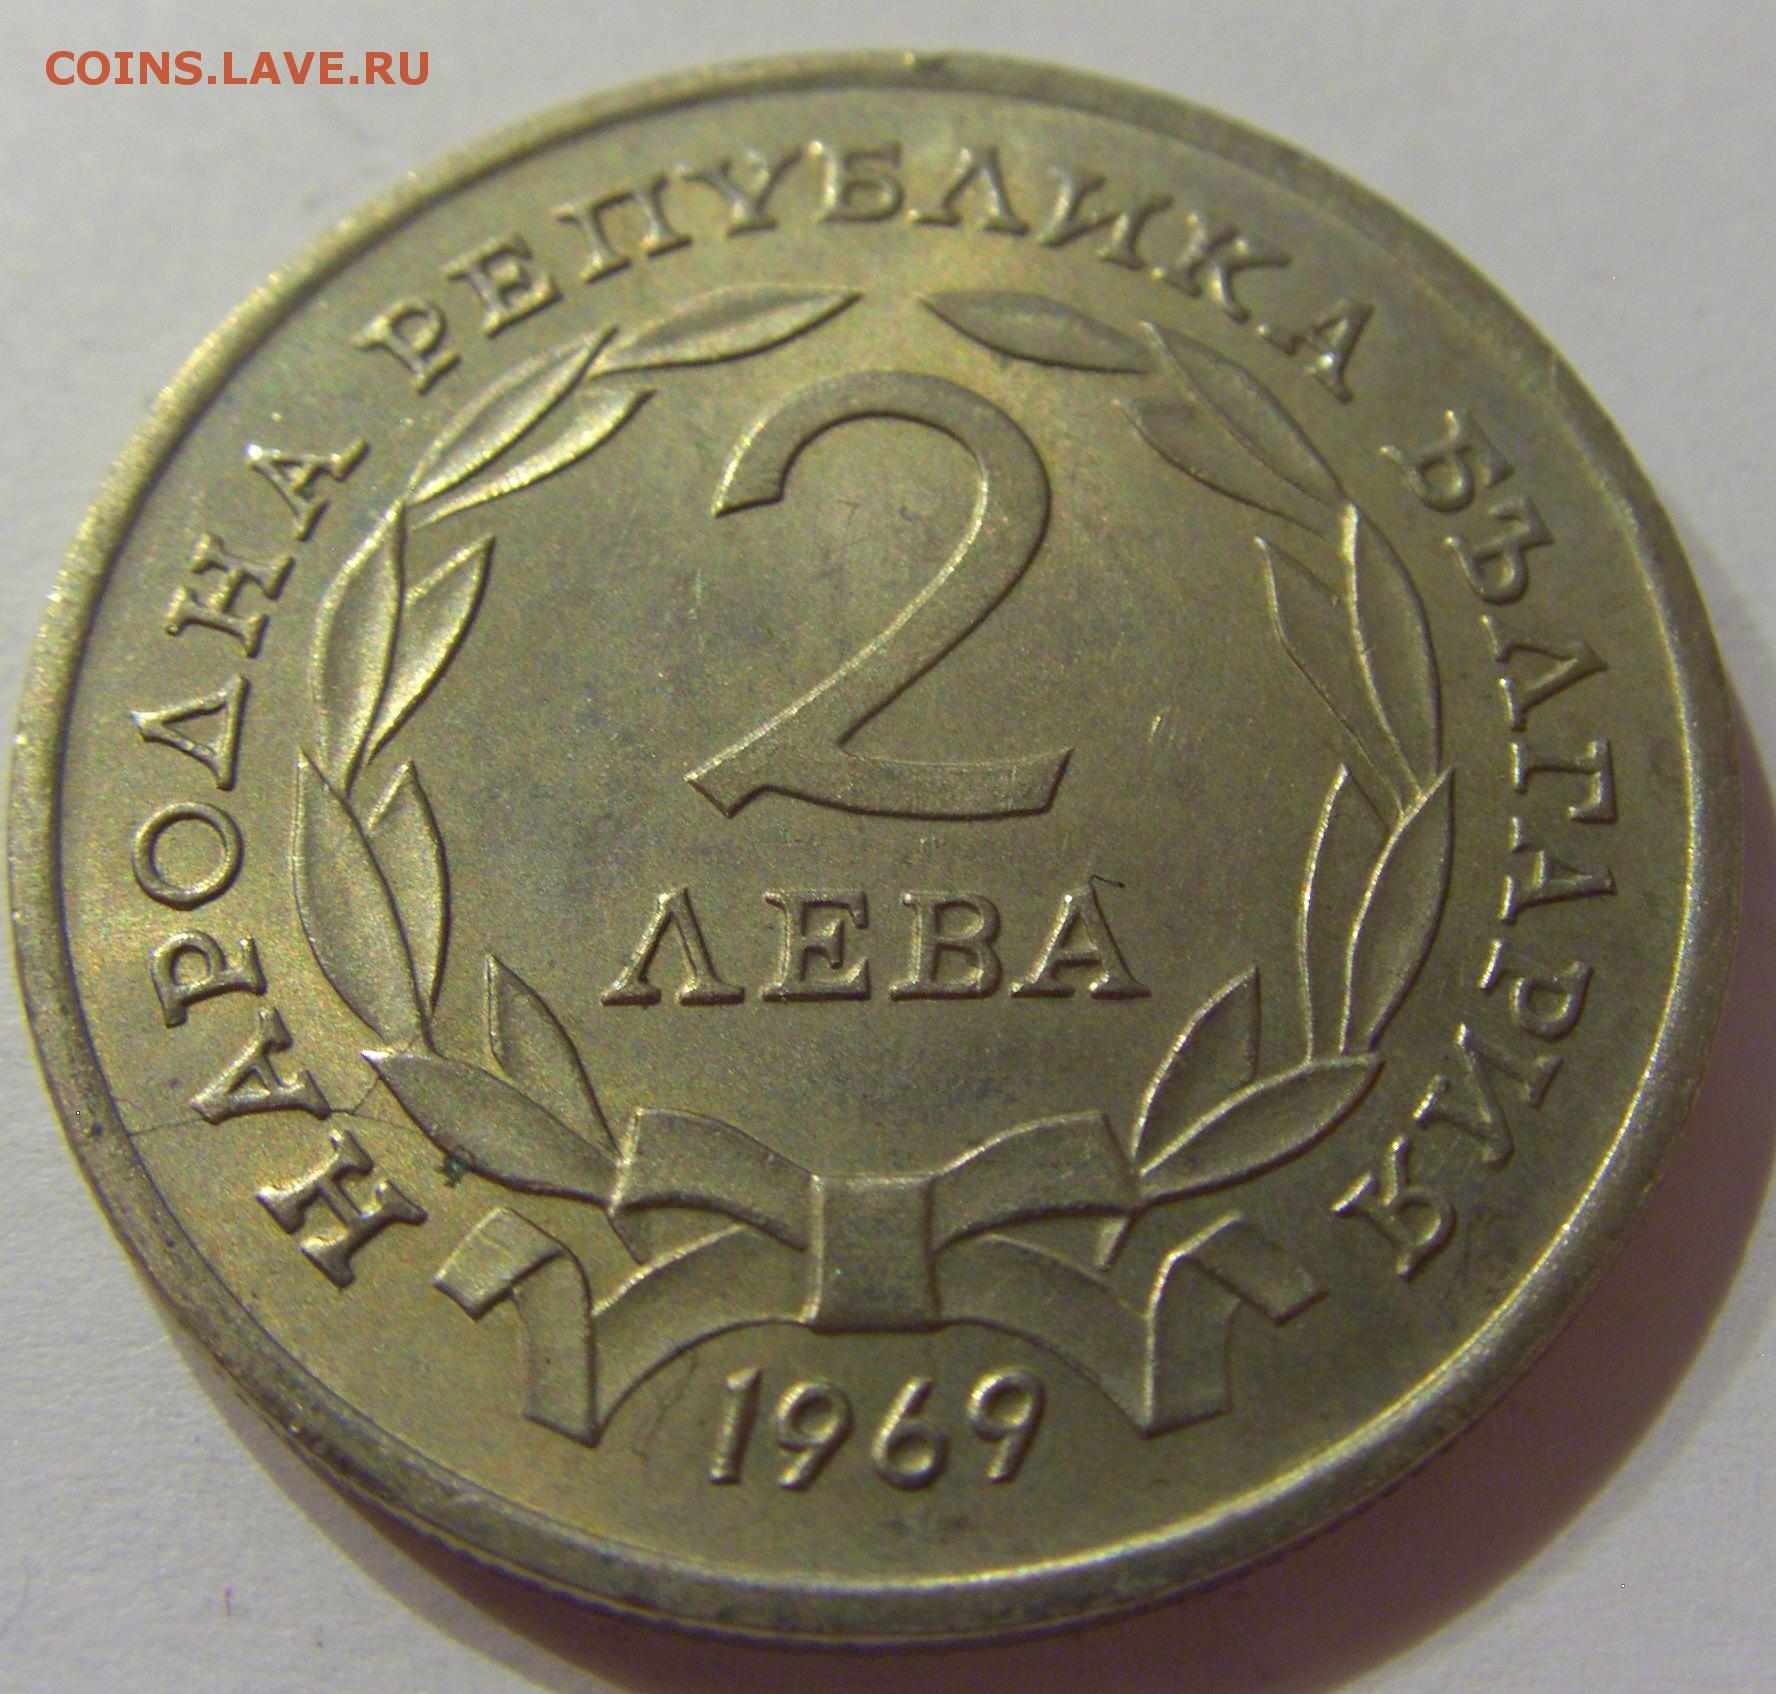 COINS.LAVE.RU
НАРОДНА РЕПУБЛИКА БЪЛГАРИЯ
2
ЛЕВА
1969